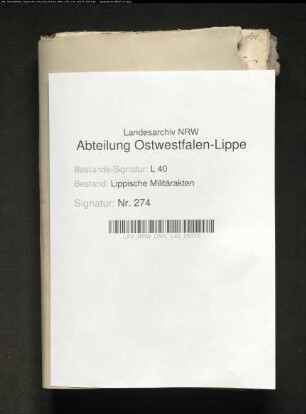 Landesarchiv NRW
Abteilung Ostwestfalen-Lippe
Bestands-Signatur: L 40
Bestand: Lippische Militärakten
Signatur: Nr. 274